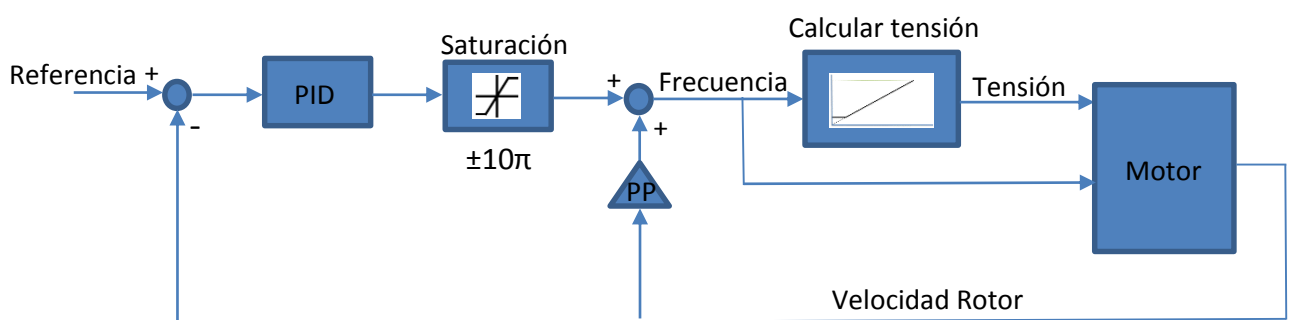 Calcular tensión
Saturación
Referencia +
+
Frecuencia
Tensión
PID
-
+
±10π
PP
Motor
Velocidad Rotor